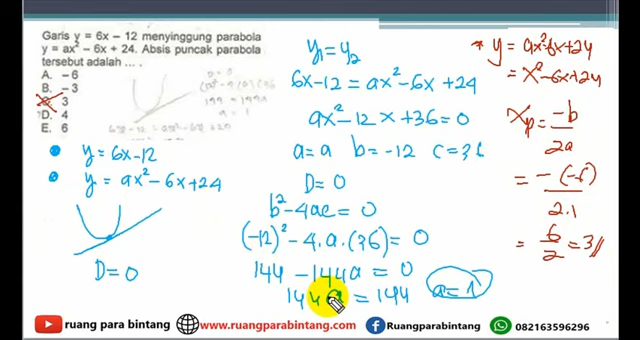 Garis y = 6x – 12 menyinggung parabola
y = ax² – 6x + 24. Absis puncak parabola
tersebut adalah ....
A. – 6
B. – 3
C. 3
D. 4
E. 6
y = 6x-12
y = ax² - 6x + 24
D = 0
y₁ = y₂
6x-12 = ax² - 6x + 24
ax² - 12x + 36 = 0
a = a b = -12 c = 36
D = 0
b² - 4ac = 0
(-12)² - 4.a.(36) = 0
144 - 144a = 0
144a = 144 a = 1
* y = ax²-6x+24
= x²-6x+24
xp = -b
2a
= -(-6)
2.1
= 6/2 = 3//
ruang para bintang
www.ruangparabintang.com
Ruangparabintang
082163596296